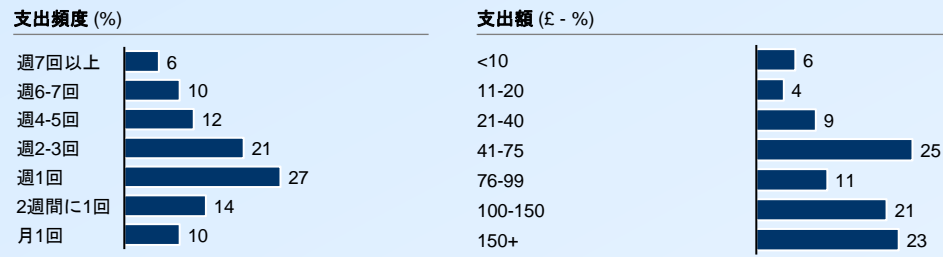 支出頻度 (%)
週7回以上 6
週6-7回 10
週4-5回 12
週2-3回 21
週1回 27
2週間に1回 14
月1回 10
支出額 (£ - %)
<10 6
11-20 4
21-40 9
41-75 25
76-99 11
100-150 21
150+ 23